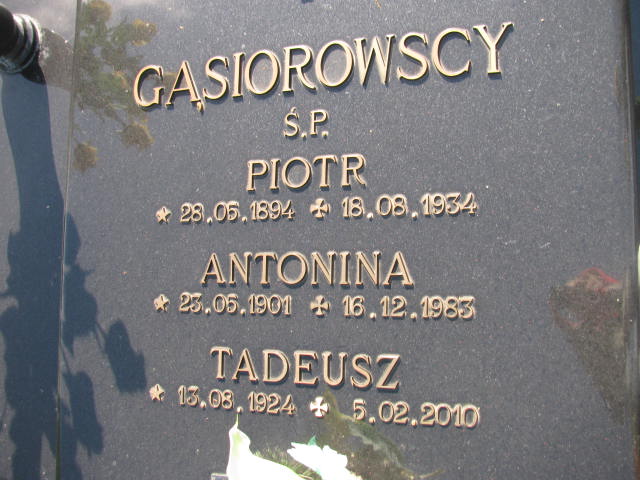 GĄSIOROWSCY
Ś.P.
PIOTR
* 28.05.1894 ✠ 18.08.1934
ANTONINA
* 23.05.1901 ✠ 16.12.1983
TADEUSZ
* 13.08.1924 ✠ 5.02.2010